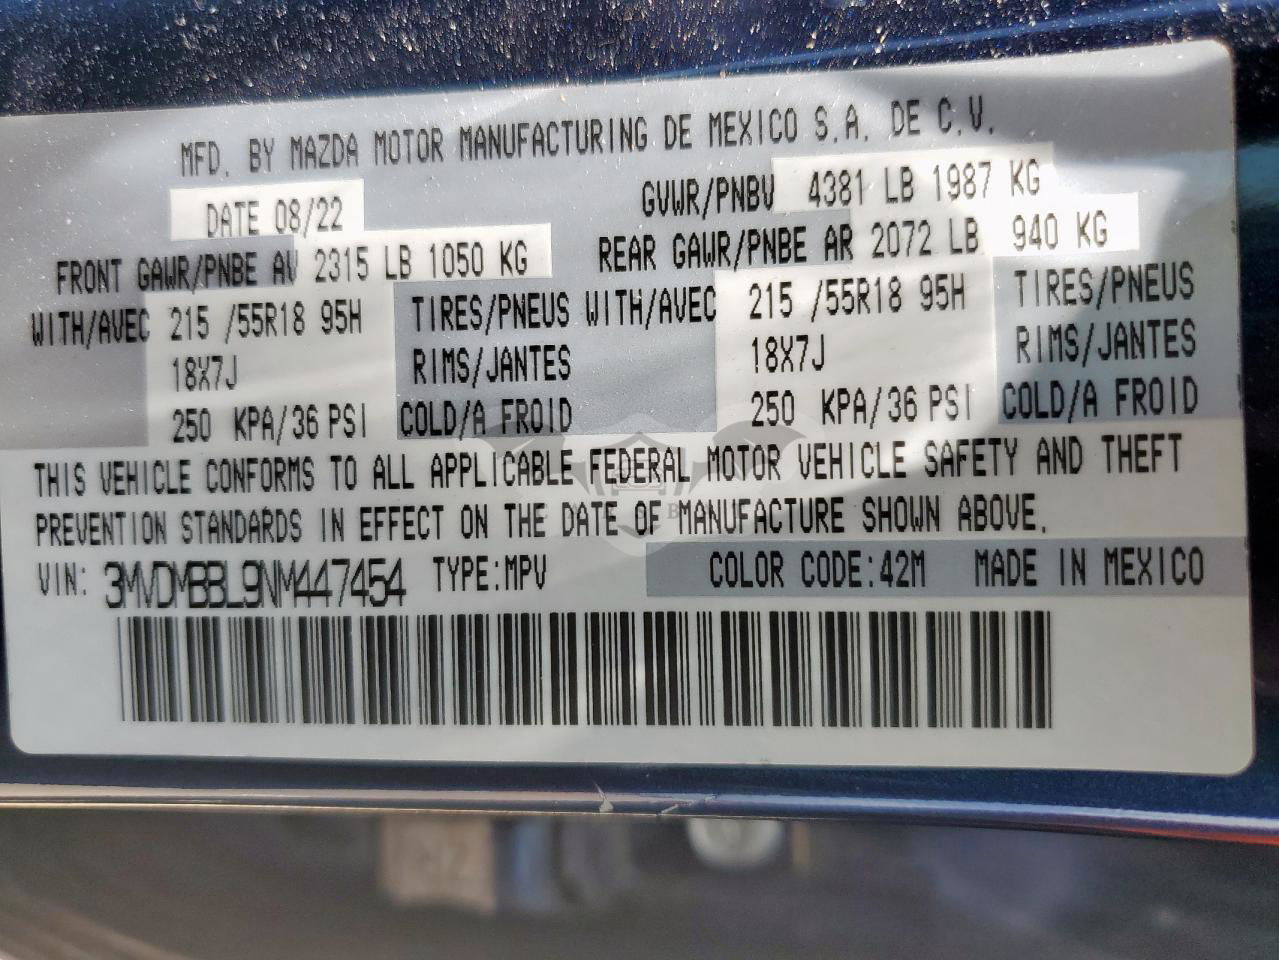 MFD. BY MAZDA MOTOR MANUFACTURING DE MEXICO S.A. DE C.V.
DATE 08/22 GVWR/PNBV 4381 LB 1987 KG
FRONT GAWR/PNBE AV 2315 LB 1050 KG REAR GAWR/PNBE AR 2072 LB 940 KG
WITH/AVEC 215 /55R18 95H TIRES/PNEUS WITH/AVEC 215 /55R18 95H TIRES/PNEUS
18X7J RIMS/JANTES 18X7J RIMS/JANTES
250 KPA/36 PSI COLD/A FROID 250 KPA/36 PSI COLD/A FROID
THIS VEHICLE CONFORMS TO ALL APPLICABLE FEDERAL MOTOR VEHICLE SAFETY AND THEFT
PREVENTION STANDARDS IN EFFECT ON THE DATE OF MANUFACTURE SHOWN ABOVE.
VIN: 3MVDMBBL9NM447454 TYPE:MPV COLOR CODE:42M MADE IN MEXICO